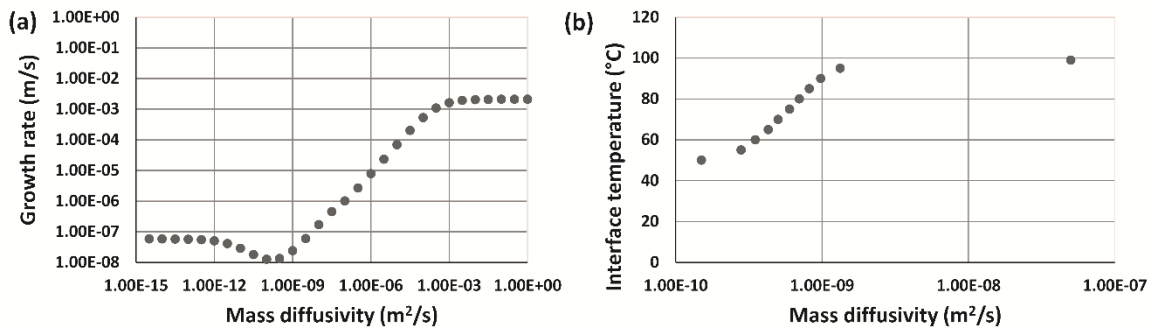 (a)
Growth rate (m/s)
1.00E+00
1.00E-01
1.00E-02
1.00E-03
1.00E-04
1.00E-05
1.00E-06
1.00E-07
1.00E-08
1.00E-15 1.00E-12 1.00E-09 1.00E-06 1.00E-03 1.00E+00
Mass diffusivity (m²/s)
(b)
Interface temperature (°C)
120
100
80
60
40
20
0
1.00E-10 1.00E-09 1.00E-08 1.00E-07
Mass diffusivity (m²/s)